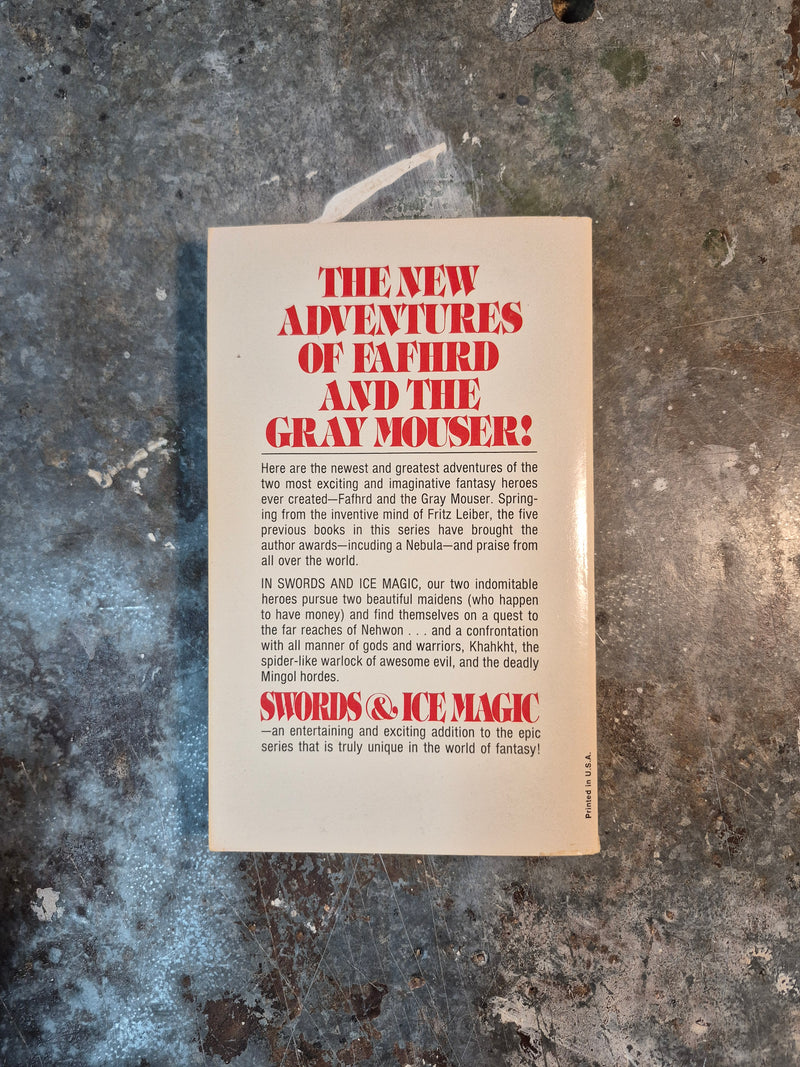 THE NEW
ADVENTURES
OF FAFHRD
AND THE
GRAY MOUSER!
Here are the newest and greatest adventures of the
two most exciting and imaginative fantasy heroes
ever created—Fafhrd and the Gray Mouser. Spring-
ing from the inventive mind of Fritz Leiber, the five
previous books in this series have brought the
author awards—incuding a Nebula—and praise from
all over the world.
IN SWORDS AND ICE MAGIC, our two indomitable
heroes pursue two beautiful maidens (who happen
to have money) and find themselves on a quest to
the far reaches of Nehwon . . . and a confrontation
with all manner of gods and warriors, Khahkht, the
spider-like warlock of awesome evil, and the deadly
Mingol hordes.
SWORDS & ICE MAGIC
—an entertaining and exciting addition to the epic
series that is truly unique in the world of fantasy!
Printed in U.S.A.